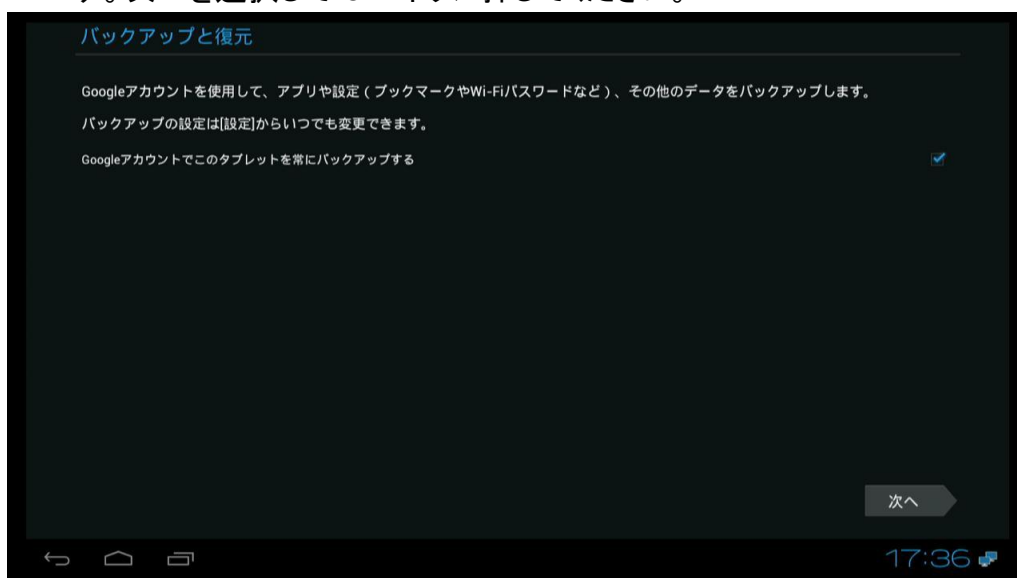 バックアップと復元
Googleアカウントを使用して、アプリや設定 ( ブックマークやWi-Fiパスワードなど ) 、その他のデータをバックアップします。
バックアップの設定は[設定]からいつでも変更できます。
Googleアカウントでこのタブレットを常にバックアップする
次へ
17:36